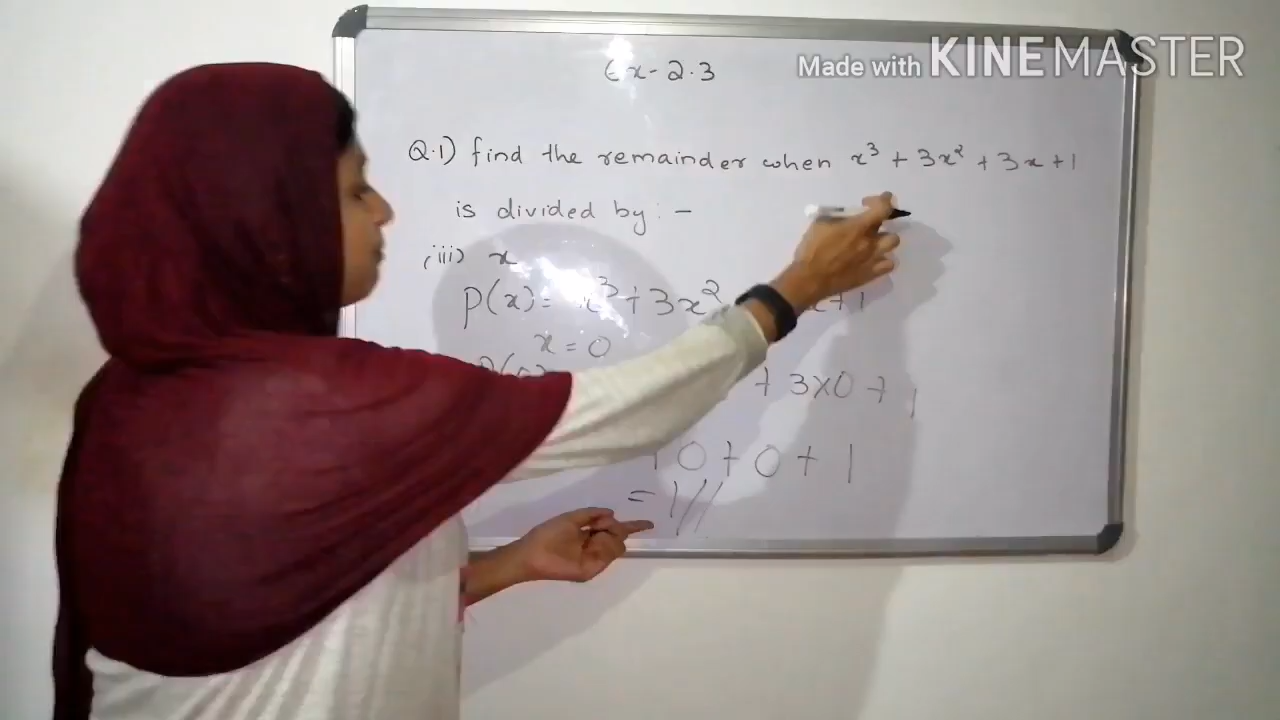 Ex-2.3
Made with KINEMASTER
Q.1) find the remainder when x³ + 3x² + 3x + 1
is divided by :-
(iii) x
P(x) = x³ + 3x² x + 1
x = 0
+ 3×0 + 1
0 + 0 + 1
= 1//